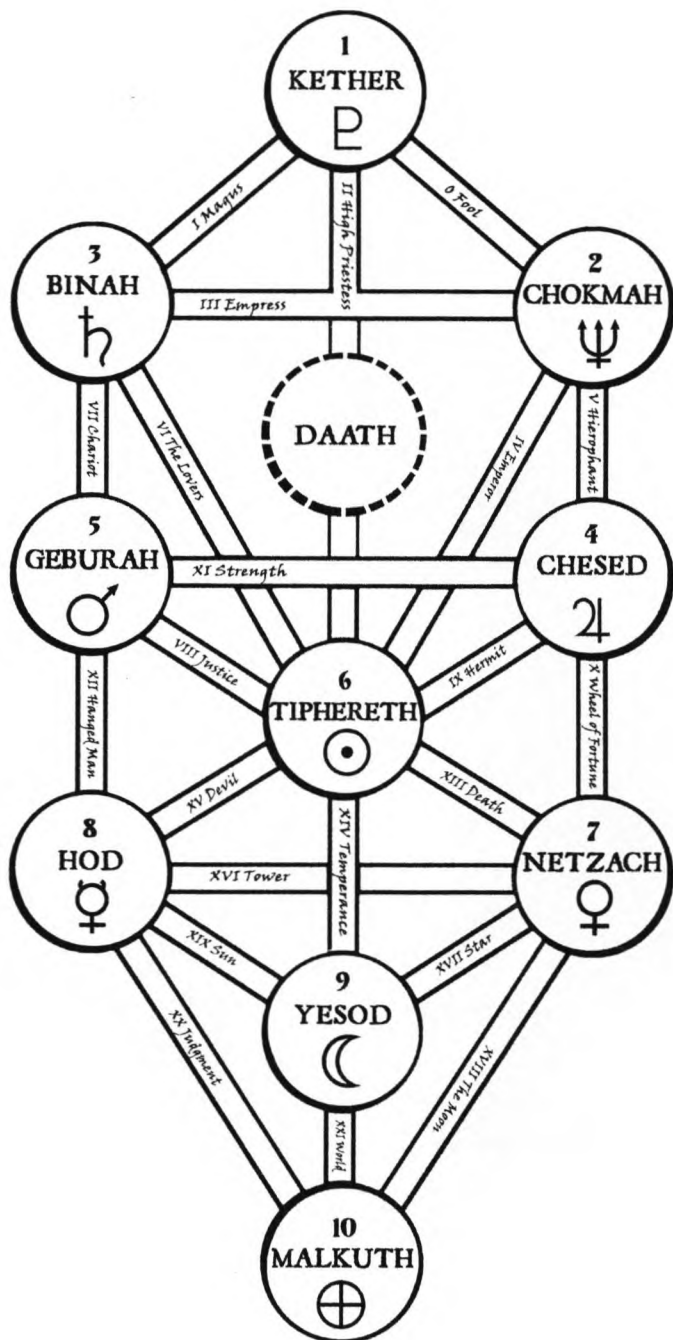 1
KETHER
I Magus
II High Priestess
0 Fool
3
BINAH
2
CHOKMAH
III Empress
DAATH
VII Chariot
VI The Lovers
IV Emperor
V Hierophant
5
GEBURAH
4
CHESED
XI Strength
VIII Justice
IX Hermit
6
TIPHERETH
XII Hanged Man
X Wheel of Fortune
XV Devil
XIII Death
XIV Temperance
8
HOD
7
NETZACH
XVI Tower
XIX Sun
XVII Star
9
YESOD
XX Judgment
XVIII The Moon
XXI World
10
MALKUTH